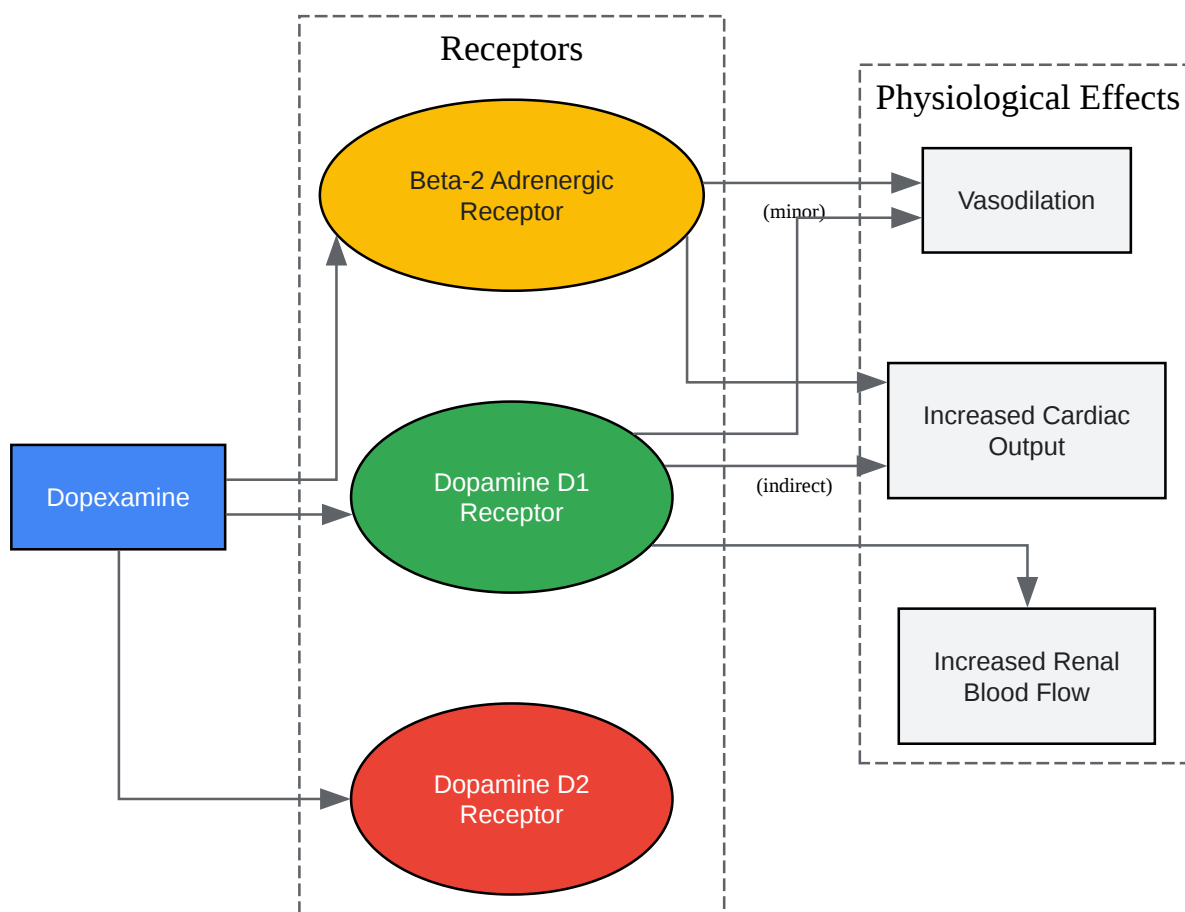 Receptors
Physiological Effects
Beta-2 Adrenergic
Receptor
(minor)
Vasodilation
Increased Cardiac
Output
Dopexamine
Dopamine D1
Receptor
(indirect)
Increased Renal
Blood Flow
Dopamine D2
Receptor